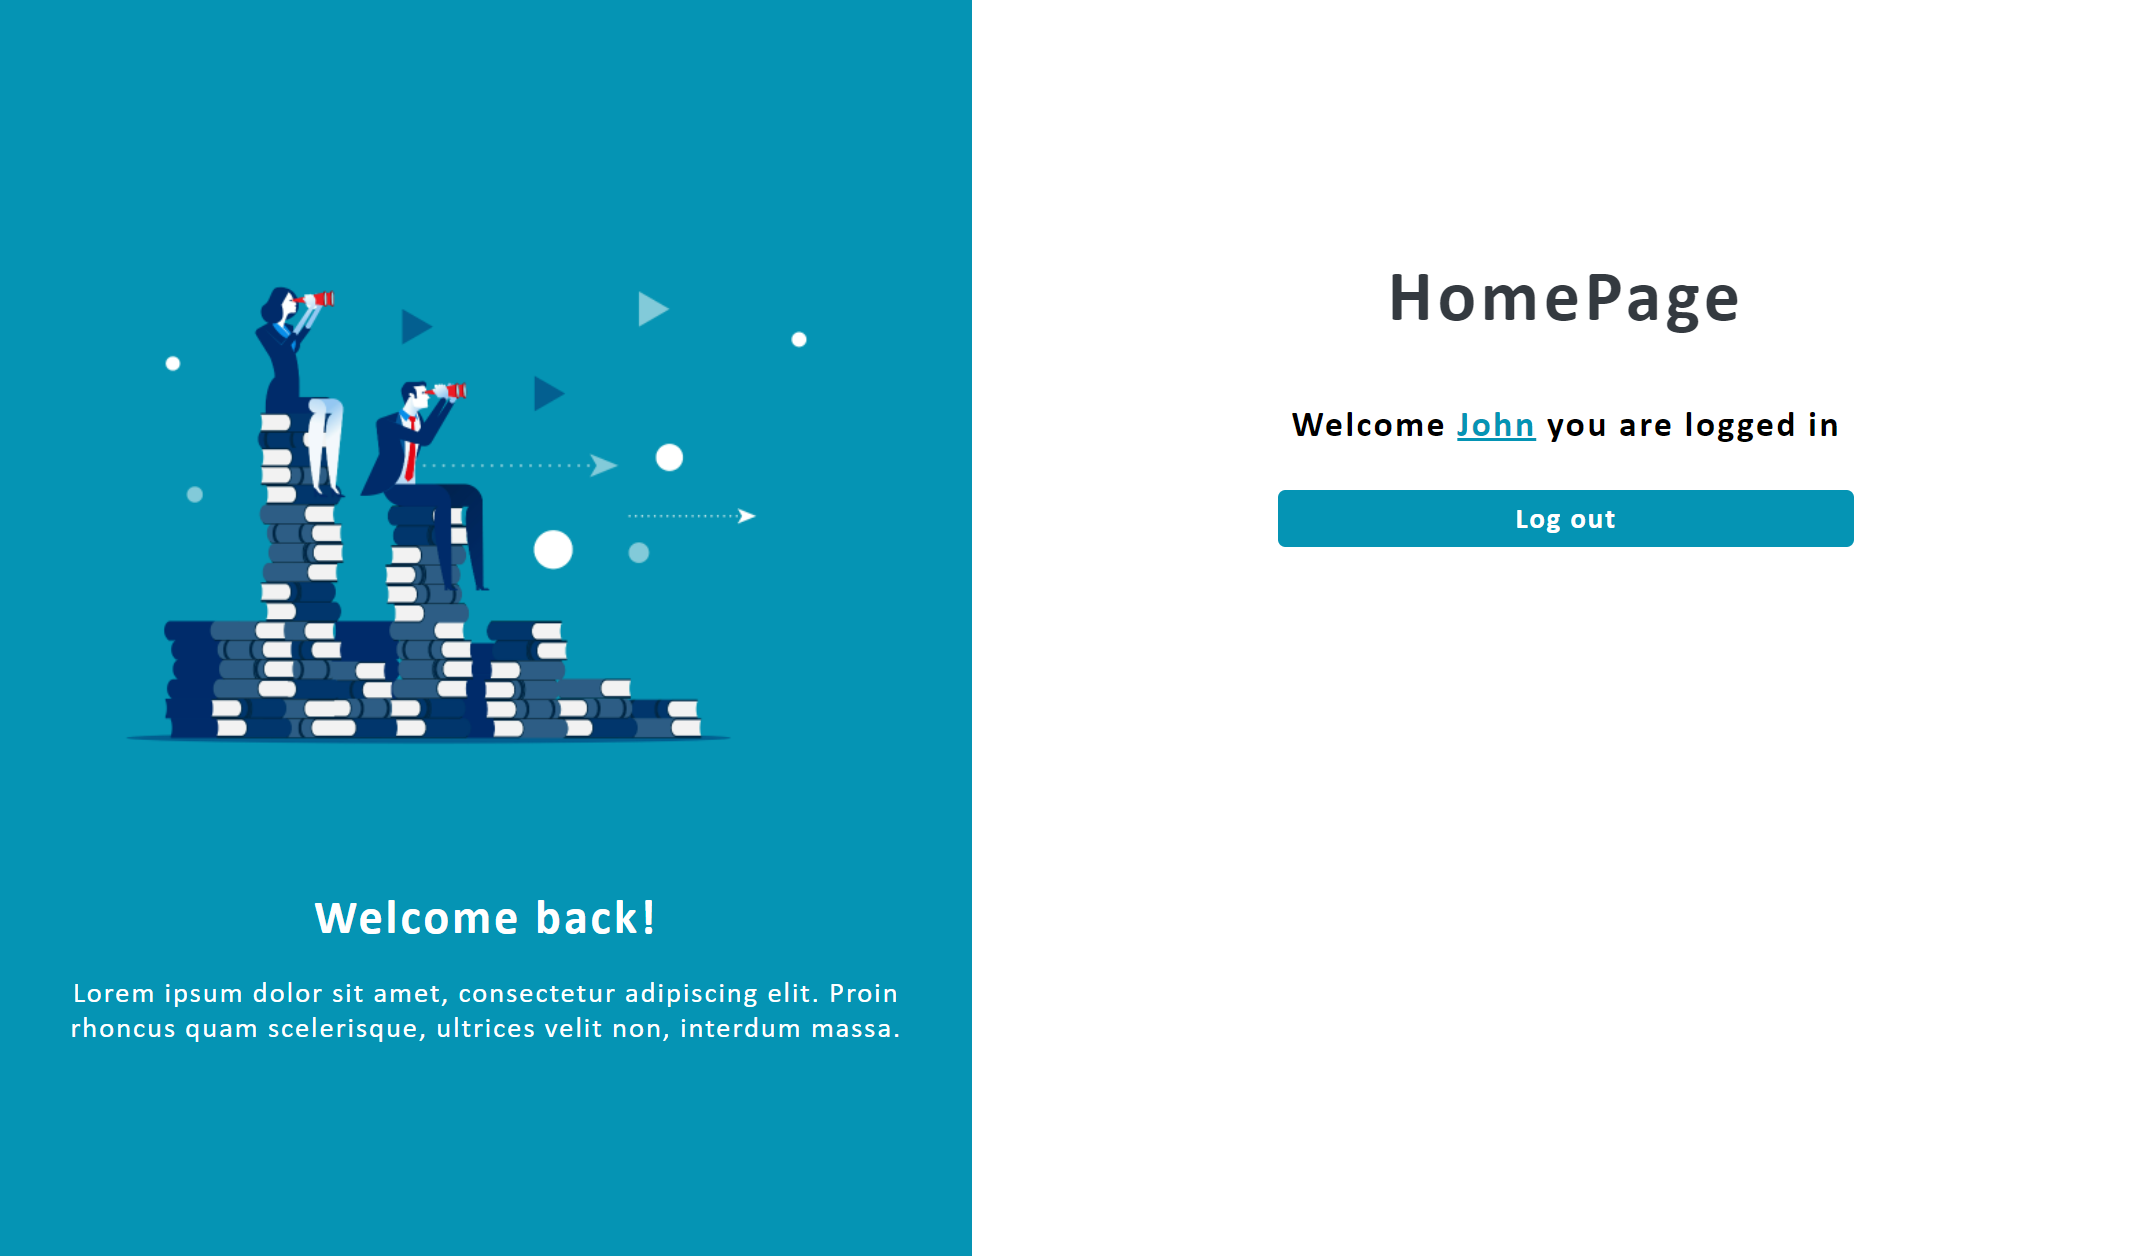 Welcome back!
Lorem ipsum dolor sit amet, consectetur adipiscing elit. Proin
rhoncus quam scelerisque, ultrices velit non, interdum massa.
HomePage
Welcome John you are logged in
Log out